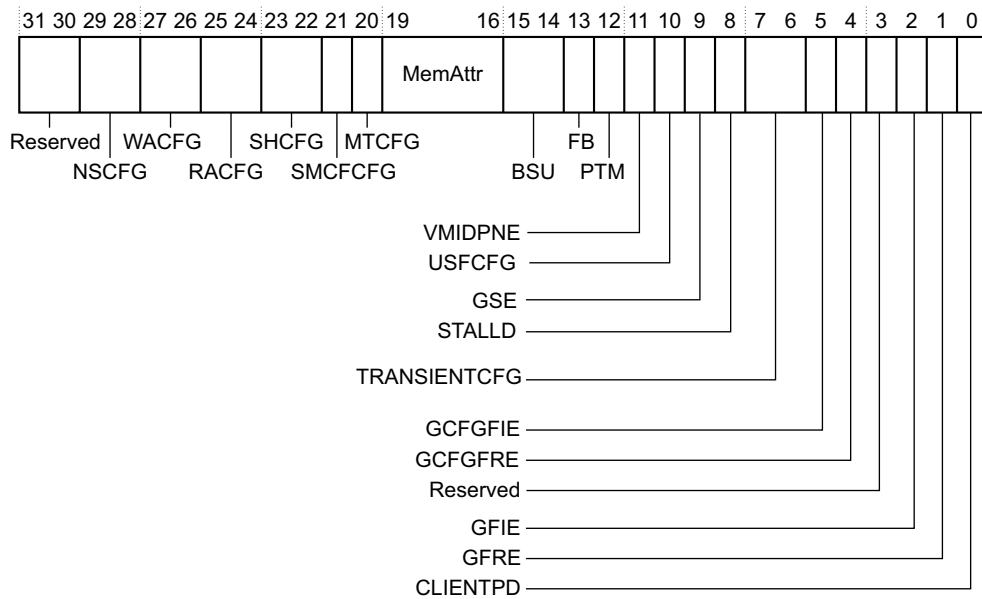 31 30 29 28 27 26 25 24 23 22 21 20 19 16 15 14 13 12 11 10 9 8 7 6 5 4 3 2 1 0
MemAttr
Reserved WACFG SHCFG MTCFG FB
NSCFG RACFG SMCFCFG BSU PTM
VMIDPNE
USFCFG
GSE
STALLD
TRANSIENTCFG
GCFGFIE
GCFGFRE
Reserved
GFIE
GFRE
CLIENTPD